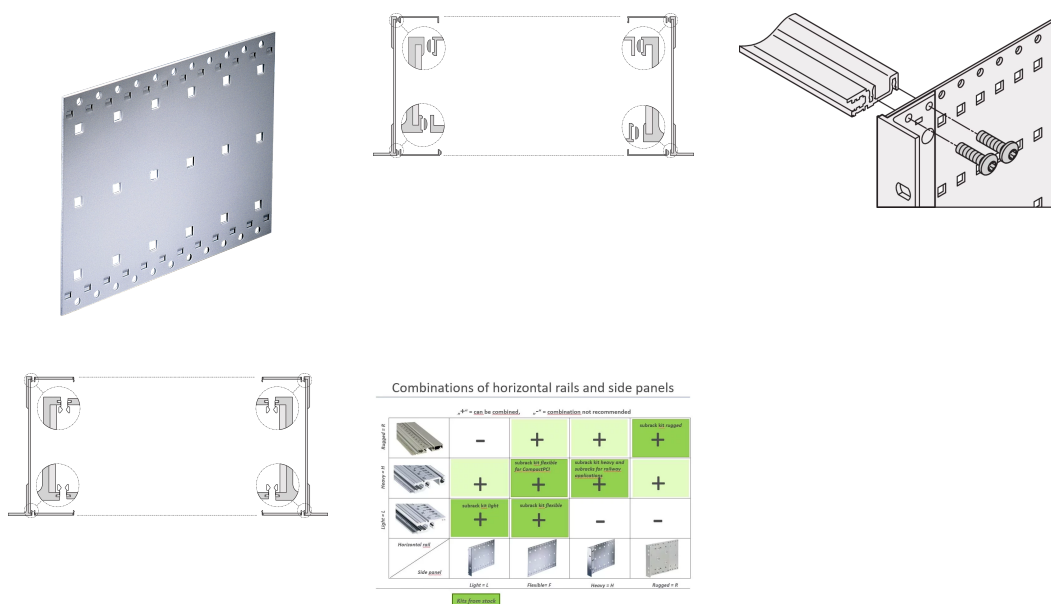 Combinations of horizontal rails and side panels
„+“ = can be combined, „-“ = combination not recommended
Rugged = R
-
+
+
subrack kit rugged
+
Heavy = H
+
subrack kit flexible
for CompactPCI
+
subrack kit heavy and
subracks for railway
applications
+
+
Light = L
subrack kit light
+
subrack kit flexible
+
-
-
Horizontal rail
Side panel
Light = L
Flexible= F
Heavy = H
Rugged = R
Kits from stock